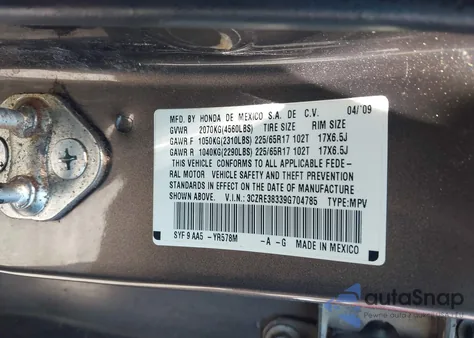 MFD. BY HONDA DE MEXICO S.A. DE C.V. 04/'09
GVWR 2070KG(4560LBS) TIRE SIZE RIM SIZE
GAWR F 1050KG(2310LBS) 225/65R17 102T 17X6.5J
GAWR R 1040KG(2290LBS) 225/65R17 102T 17X6.5J
THIS VEHICLE CONFORMS TO ALL APPLICABLE FEDE-
RAL MOTOR VEHICLE SAFETY AND THEFT PREVENTION
STANDARDS IN EFFECT ON THE DATE OF MANUFACTURE
SHOWN ABOVE. V.I.N.: 3CZRE38339G704785 TYPE:MPV
SYF 9 AA5 -YR578M -A -G MADE IN MEXICO
autoSnap